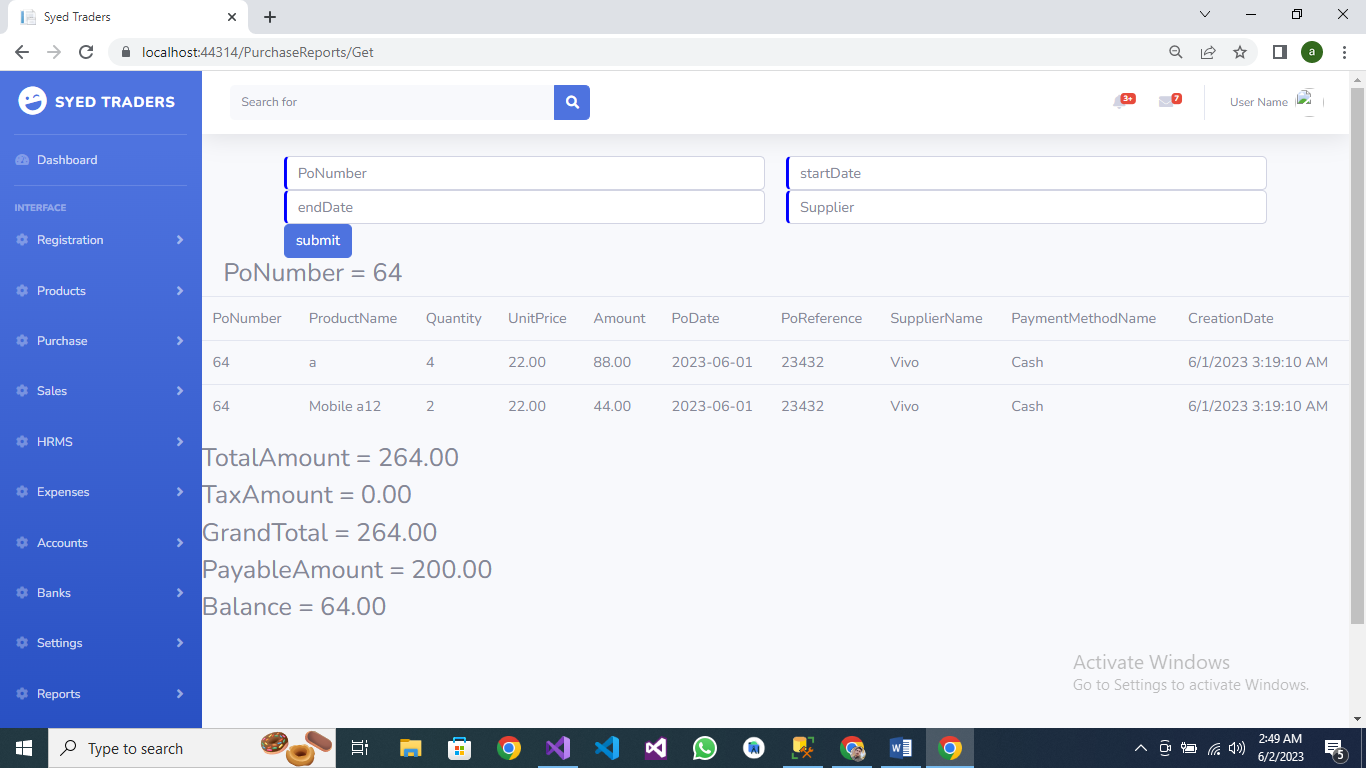 Syed Traders
localhost:44314/PurchaseReports/Get
a
SYED TRADERS
Search for
3+
7
User Name
Dashboard
INTERFACE
Registration
Products
Purchase
Sales
HRMS
Expenses
Accounts
Banks
Settings
Reports
PoNumber
startDate
endDate
Supplier
submit
PoNumber = 64
PoNumber ProductName Quantity UnitPrice Amount PoDate PoReference SupplierName PaymentMethodName CreationDate
64 a 4 22.00 88.00 2023-06-01 23432 Vivo Cash 6/1/2023 3:19:10 AM
64 Mobile a12 2 22.00 44.00 2023-06-01 23432 Vivo Cash 6/1/2023 3:19:10 AM
TotalAmount = 264.00
TaxAmount = 0.00
GrandTotal = 264.00
PayableAmount = 200.00
Balance = 64.00
Activate Windows
Go to Settings to activate Windows.
Type to search
2:49 AM
6/2/2023
5